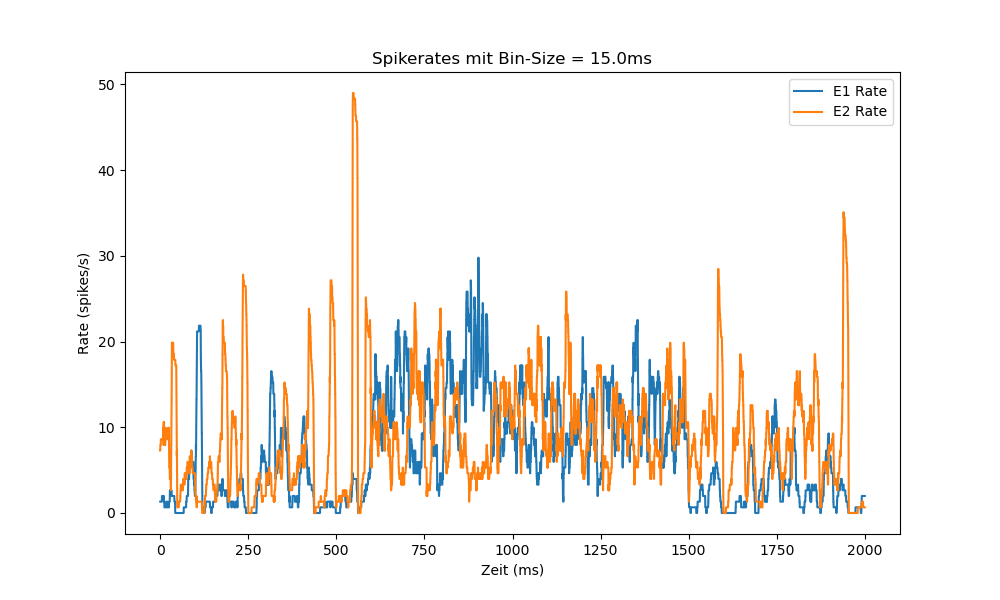 Spikerates mit Bin-Size = 15.0ms
E1 Rate
E2 Rate
50
40
30
20
10
0
Rate (spikes/s)
0 250 500 750 1000 1250 1500 1750 2000
Zeit (ms)